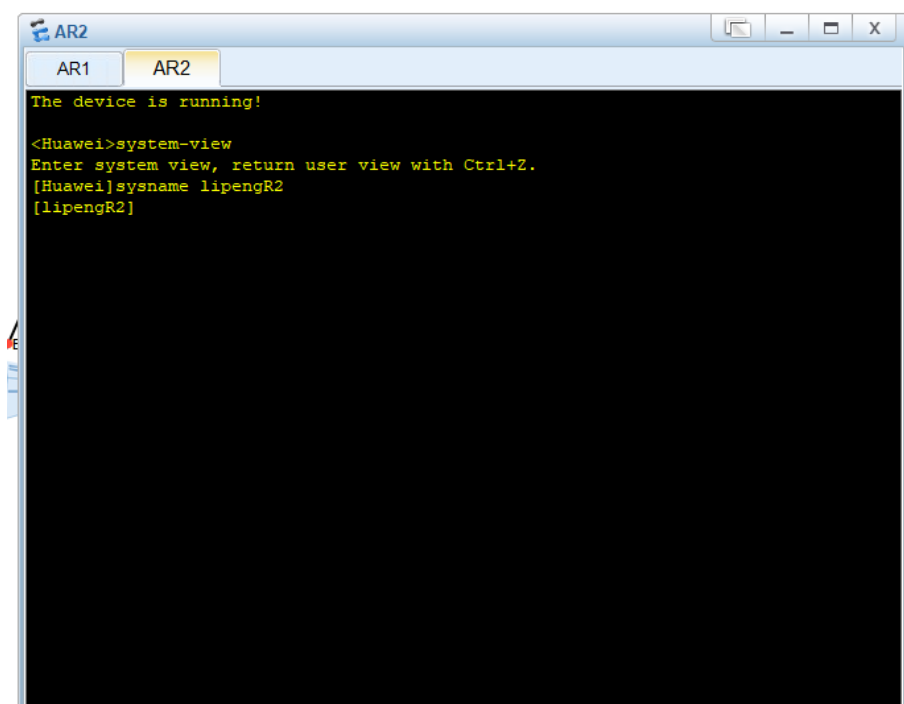 AR2
AR1 AR2
The device is running!
<Huawei>system-view
Enter system view, return user view with Ctrl+Z.
[Huawei]sysname lipengR2
[lipengR2]